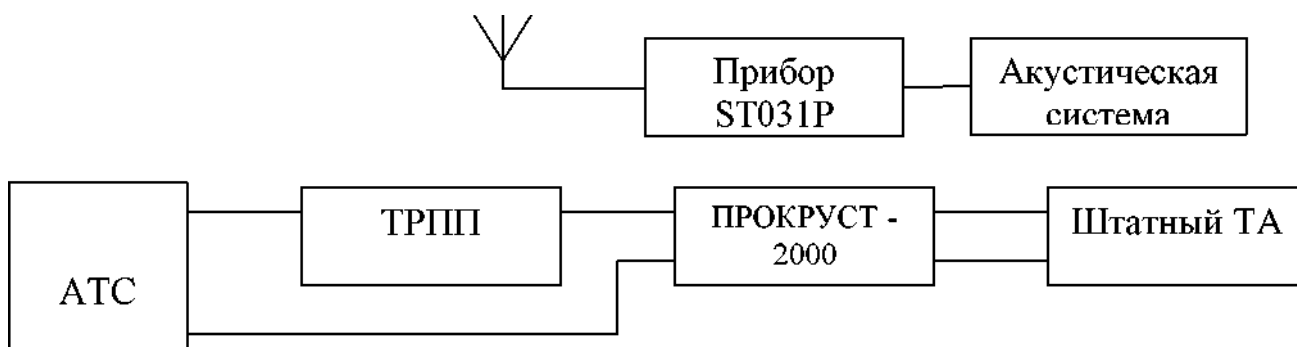 Прибор
ST031P
Акустическая
система
АТС
ТРПП
ПРОКРУСТ -
2000
Штатный ТА